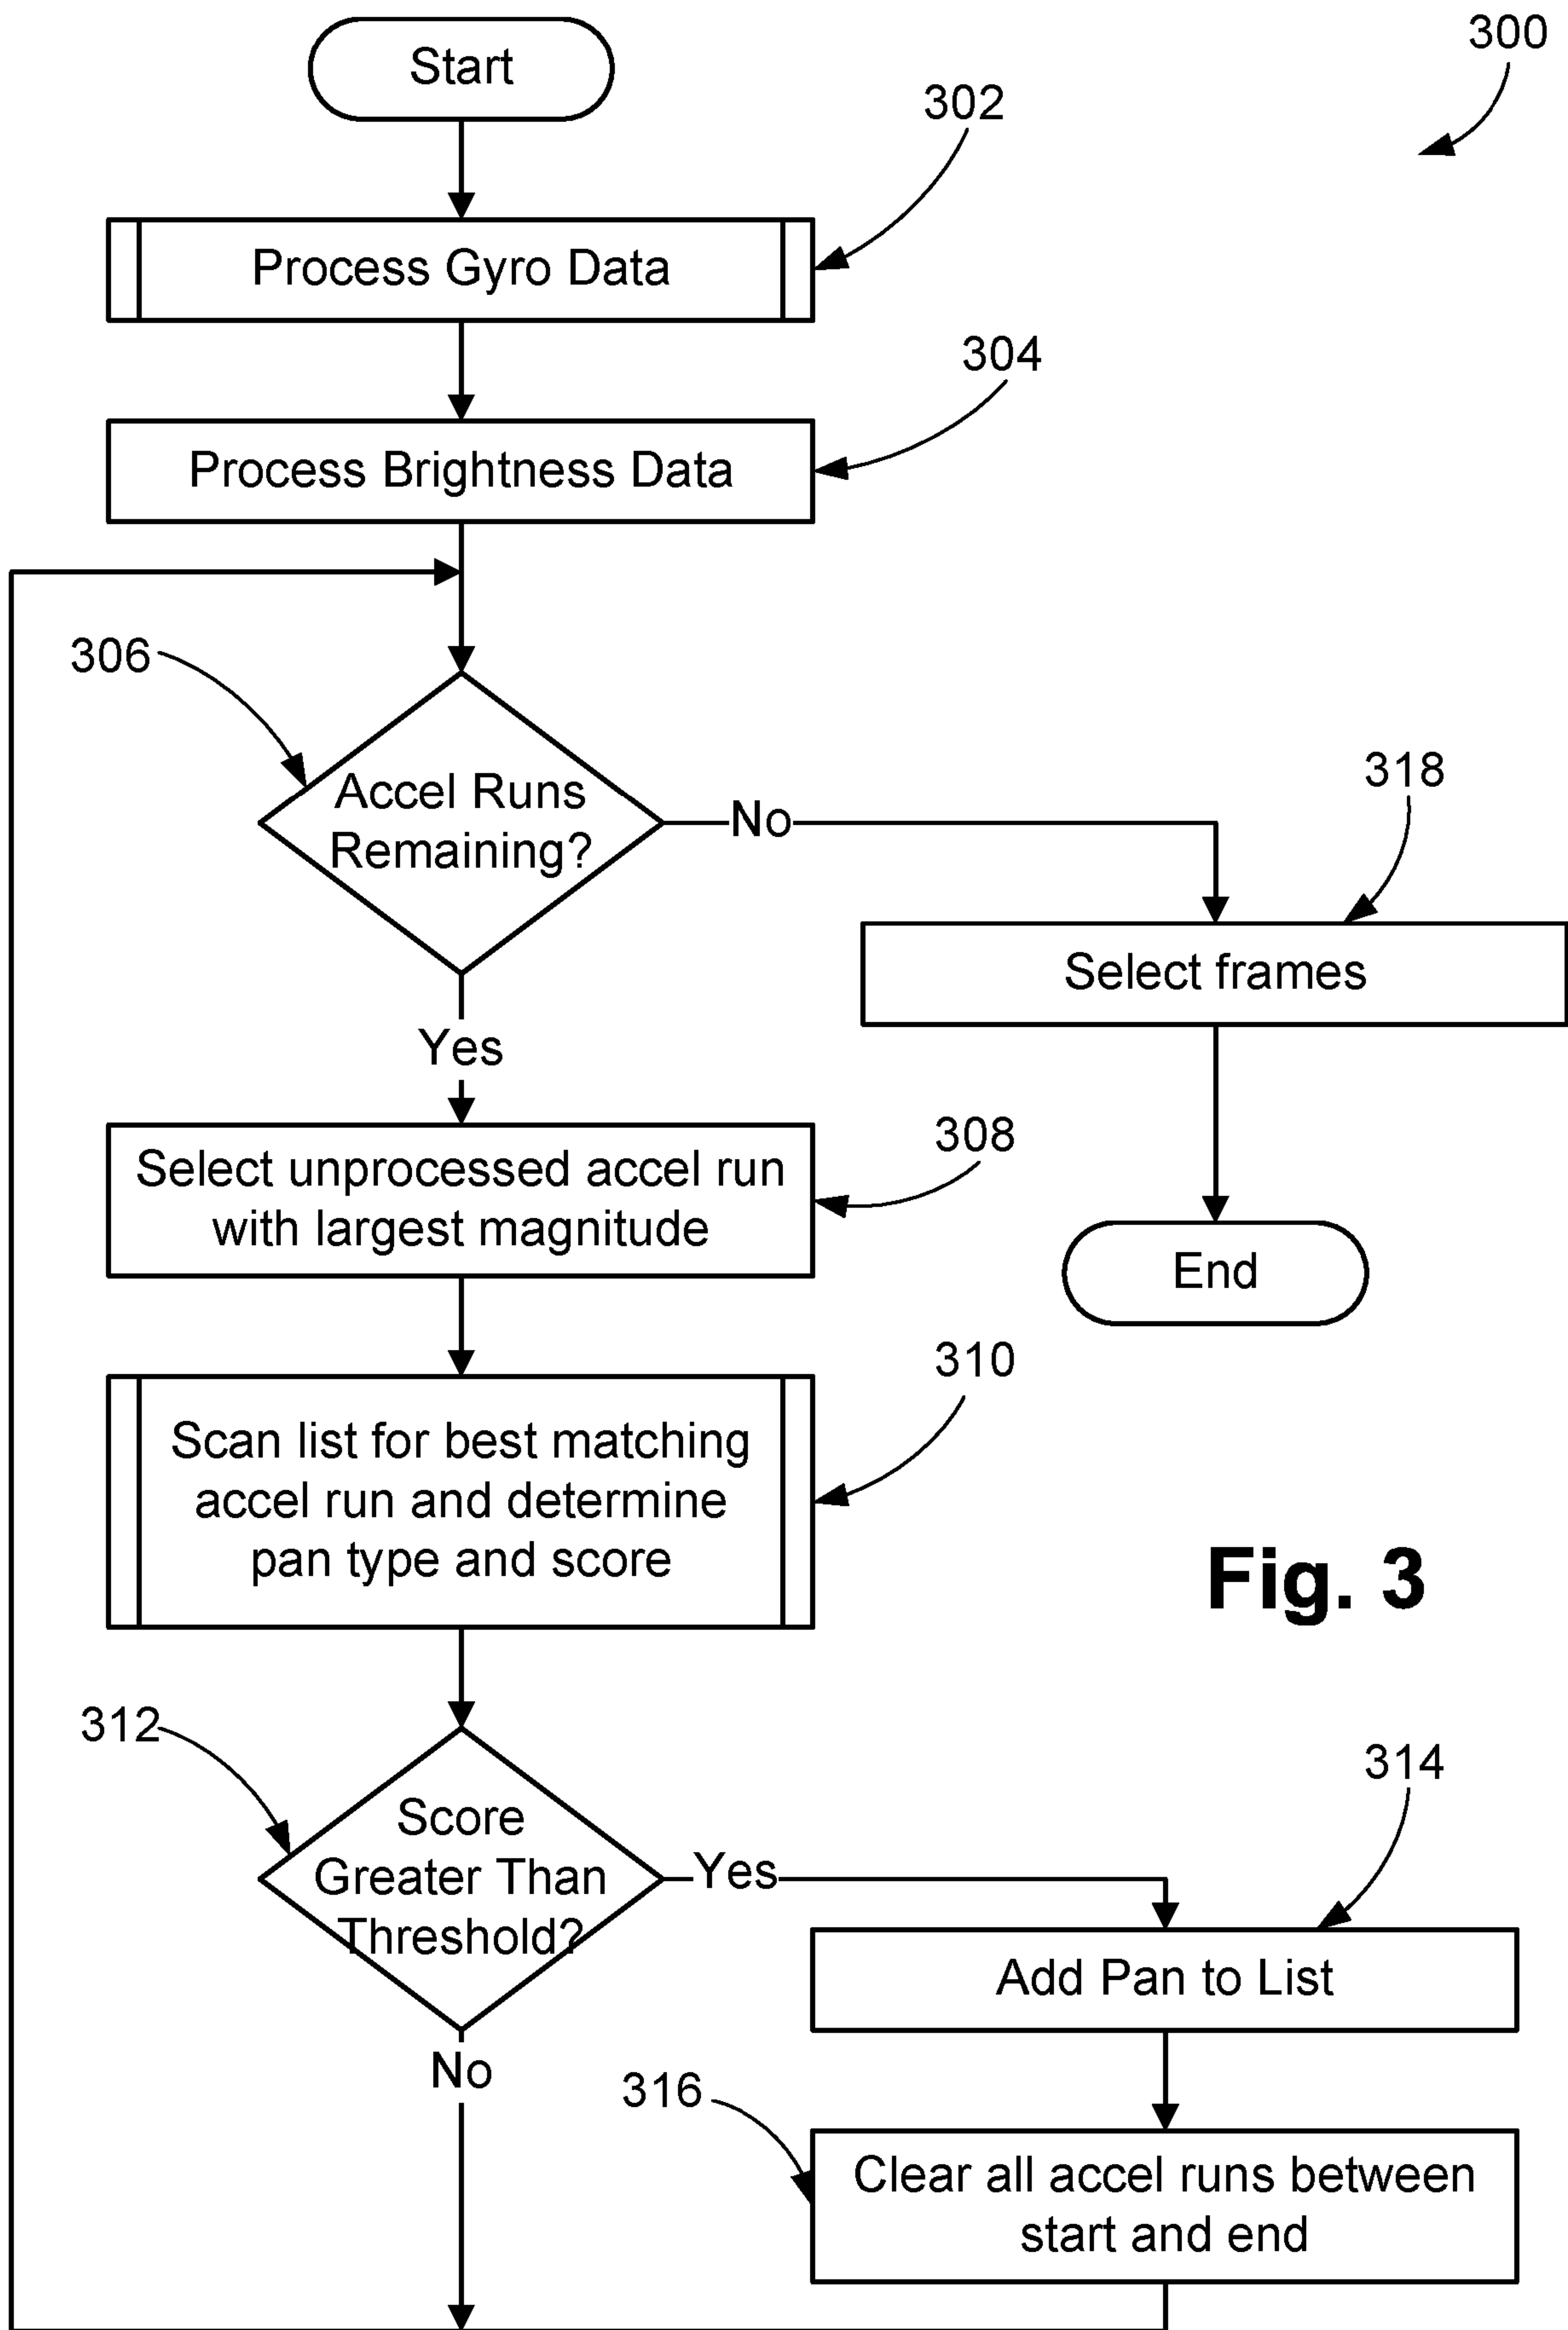 Start
300
302
Process Gyro Data
304
Process Brightness Data
306
Accel Runs
Remaining?
No
318
Select frames
Yes
308
Select unprocessed accel run
with largest magnitude
End
310
Scan list for best matching
accel run and determine
pan type and score
Fig. 3
312
Score
Greater Than
Threshold?
Yes
314
Add Pan to List
No
316
Clear all accel runs between
start and end